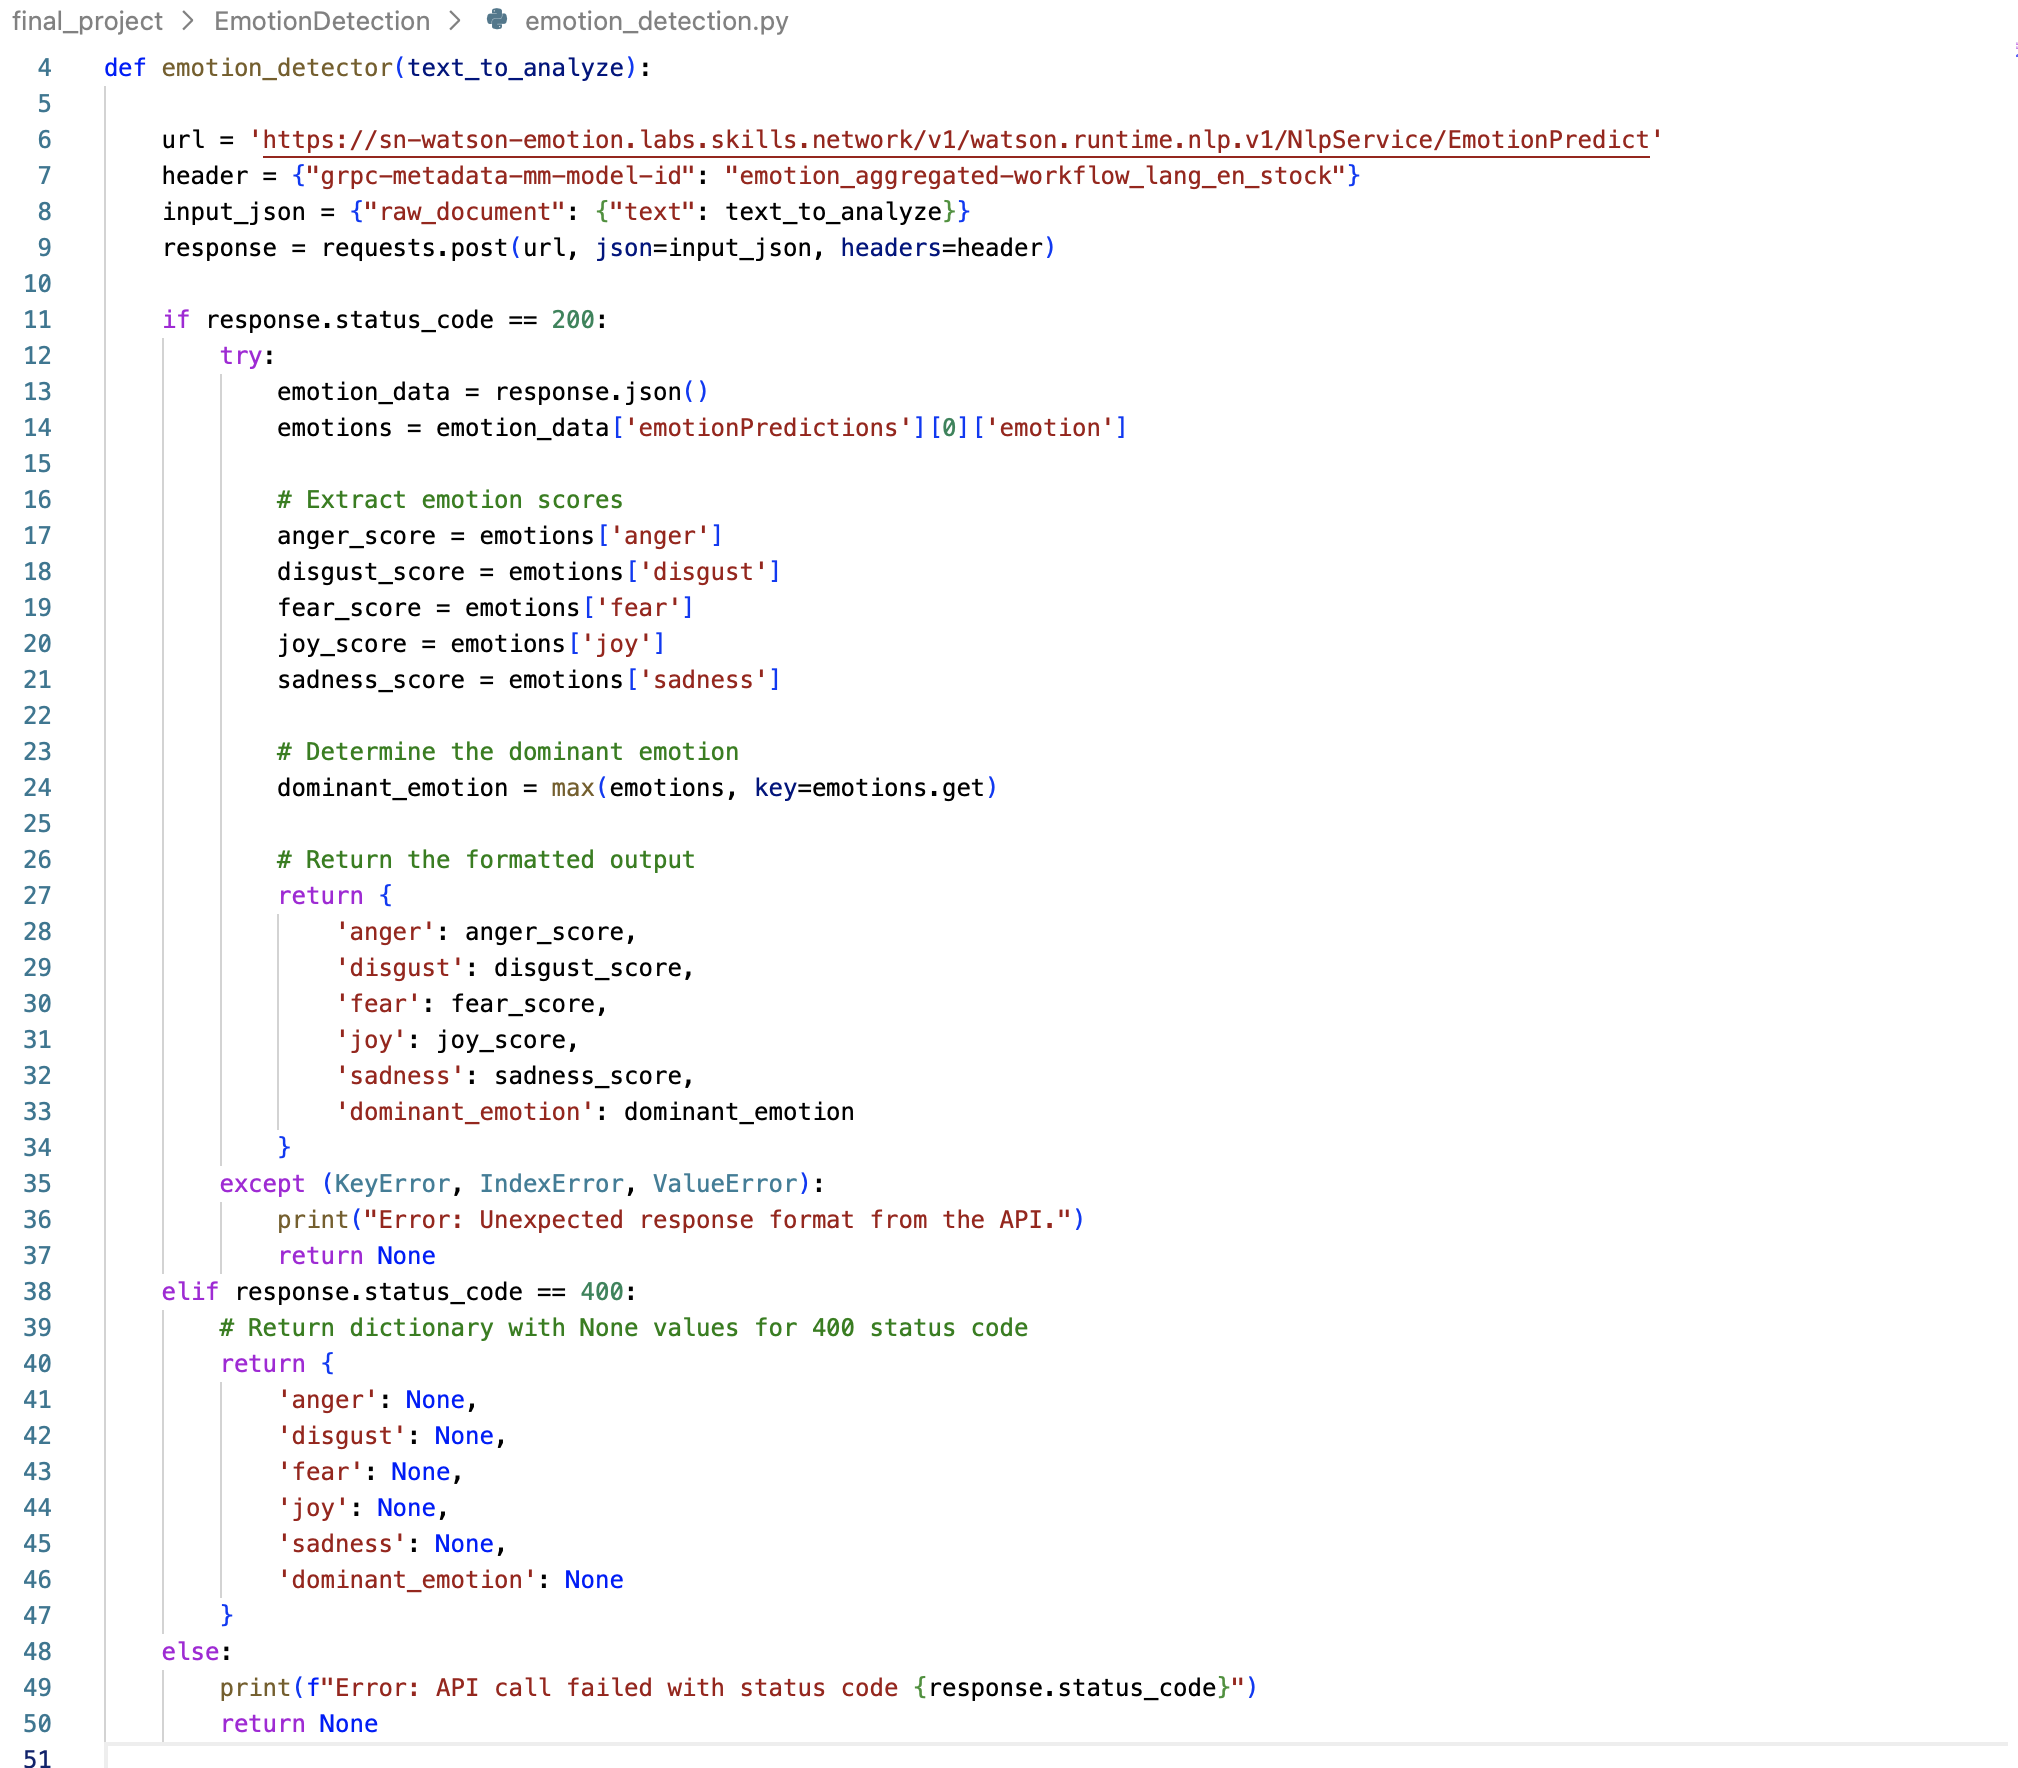 final_project > EmotionDetection > emotion_detection.py
4 def emotion_detector(text_to_analyze):
5
6 url = 'https://sn-watson-emotion.labs.skills.network/v1/watson.runtime.nlp.v1/NlpService/EmotionPredict'
7 header = {"grpc-metadata-mm-model-id": "emotion_aggregated-workflow_lang_en_stock"}
8 input_json = {"raw_document": {"text": text_to_analyze}}
9 response = requests.post(url, json=input_json, headers=header)
10
11 if response.status_code == 200:
12 try:
13 emotion_data = response.json()
14 emotions = emotion_data['emotionPredictions'][0]['emotion']
15
16 # Extract emotion scores
17 anger_score = emotions['anger']
18 disgust_score = emotions['disgust']
19 fear_score = emotions['fear']
20 joy_score = emotions['joy']
21 sadness_score = emotions['sadness']
22
23 # Determine the dominant emotion
24 dominant_emotion = max(emotions, key=emotions.get)
25
26 # Return the formatted output
27 return {
28 'anger': anger_score,
29 'disgust': disgust_score,
30 'fear': fear_score,
31 'joy': joy_score,
32 'sadness': sadness_score,
33 'dominant_emotion': dominant_emotion
34 }
35 except (KeyError, IndexError, ValueError):
36 print("Error: Unexpected response format from the API.")
37 return None
38 elif response.status_code == 400:
39 # Return dictionary with None values for 400 status code
40 return {
41 'anger': None,
42 'disgust': None,
43 'fear': None,
44 'joy': None,
45 'sadness': None,
46 'dominant_emotion': None
47 }
48 else:
49 print(f"Error: API call failed with status code {response.status_code}")
50 return None
51